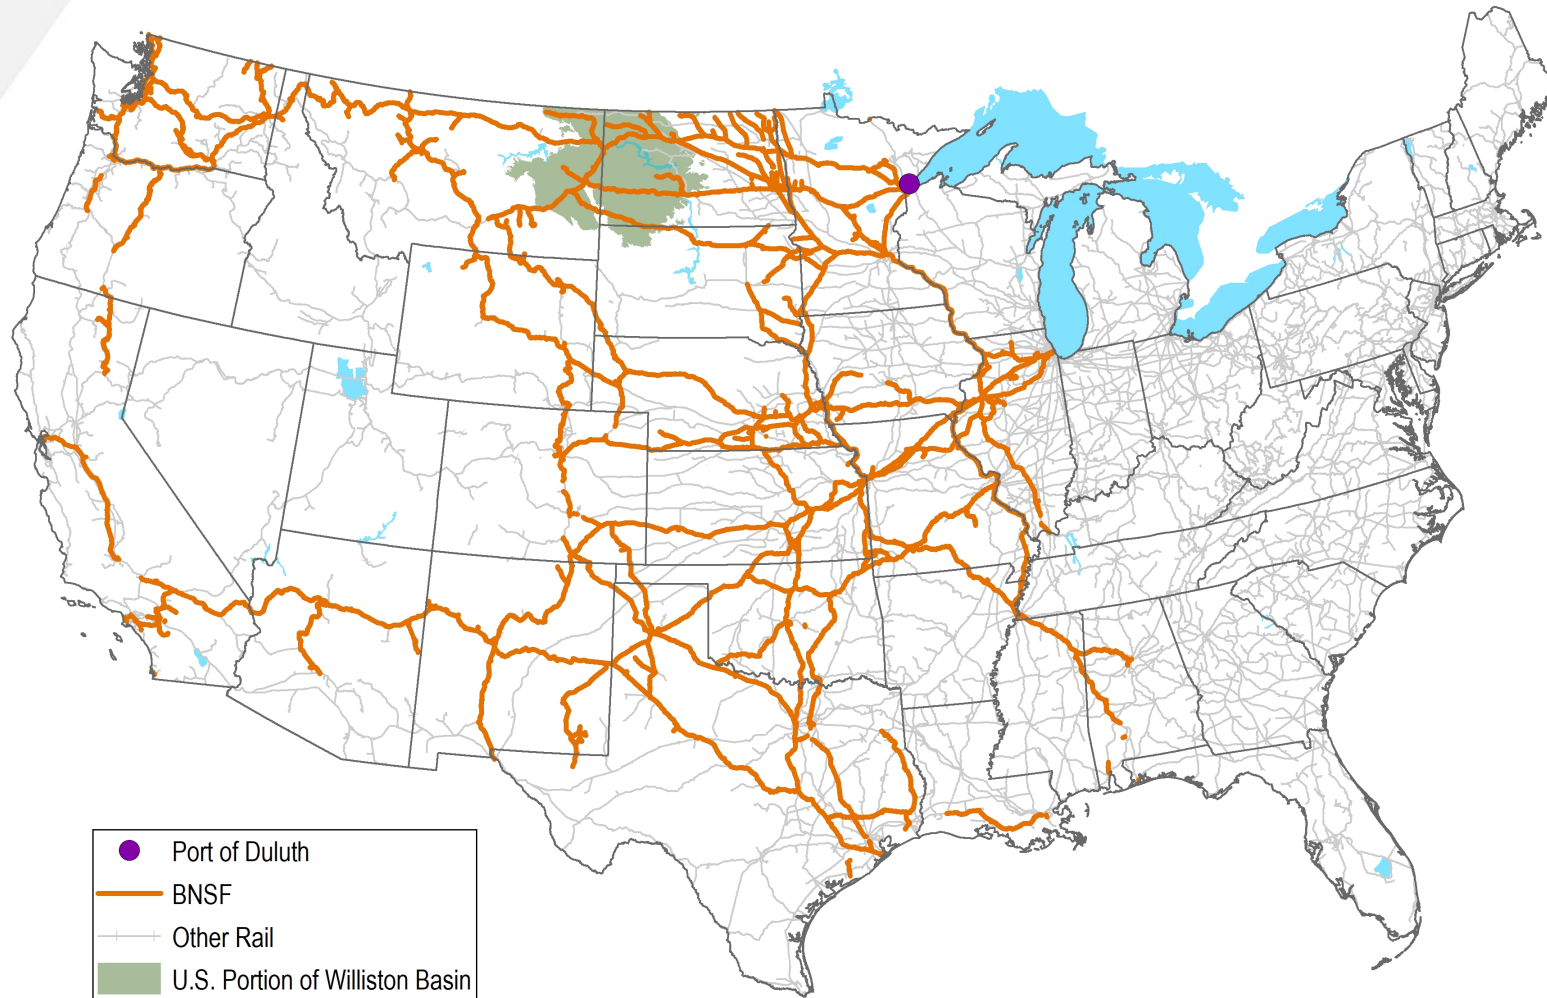 Port of Duluth
BNSF
Other Rail
U.S. Portion of Williston Basin